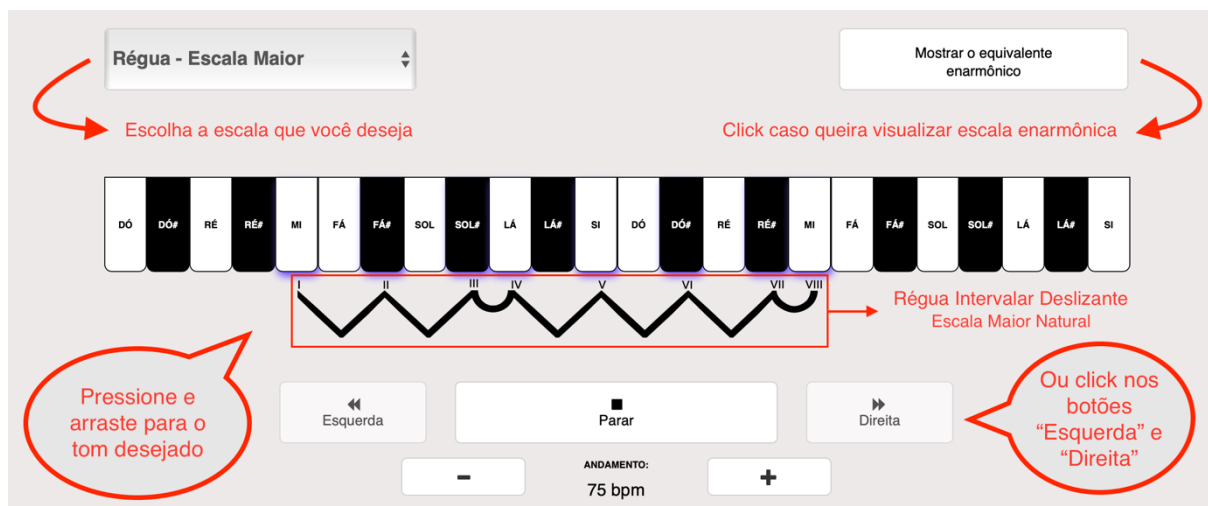 Régua - Escala Maior
Mostrar o equivalente
enarmônico
Escolha a escala que você deseja
Click caso queira visualizar escala enarmônica
DÓ DÓ# RÉ RÉ# MI FÁ FÁ# SOL SOL# LÁ LÁ# SI DÓ DÓ# RÉ RÉ# MI FÁ FÁ# SOL SOL# LÁ LÁ# SI
I II III IV V VI VII VIII
Régua Intervalar Deslizante
Escala Maior Natural
Pressione e
arraste para o
tom desejado
Esquerda
Parar
Direita
Ou click nos
botões
“Esquerda” e
“Direita”
-
ANDAMENTO:
75 bpm
+